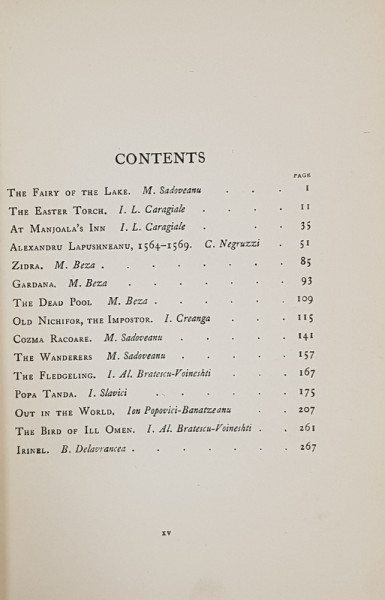 CONTENTS
PAGE
The Fairy of the Lake. M. Sadoveanu . . . 1
The Easter Torch. I. L. Caragiale . . . . 11
At Manjoala's Inn I. L. Caragiale . . . . 35
Alexandru Lapushneanu, 1564-1569. C. Negruzzi . 51
Zidra. M. Beza . . . . . . . . 85
Gardana. M. Beza . . . . . . . 93
The Dead Pool M. Beza . . . . . . 109
Old Nichifor, the Impostor. I. Creanga . . . 115
Cozma Racoare. M. Sadoveanu . . . . . 141
The Wanderers M. Sadoveanu . . . . . 157
The Fledgeling. I. Al. Bratescu-Voineshti . . . 167
Popa Tanda. I. Slavici . . . . . . 175
Out in the World. Ion Popovici-Banatzeanu . . 207
The Bird of Ill Omen. I. Al. Bratescu-Voineshti . . 261
Irinel. B. Delavrancea . . . . . . . 267
xv